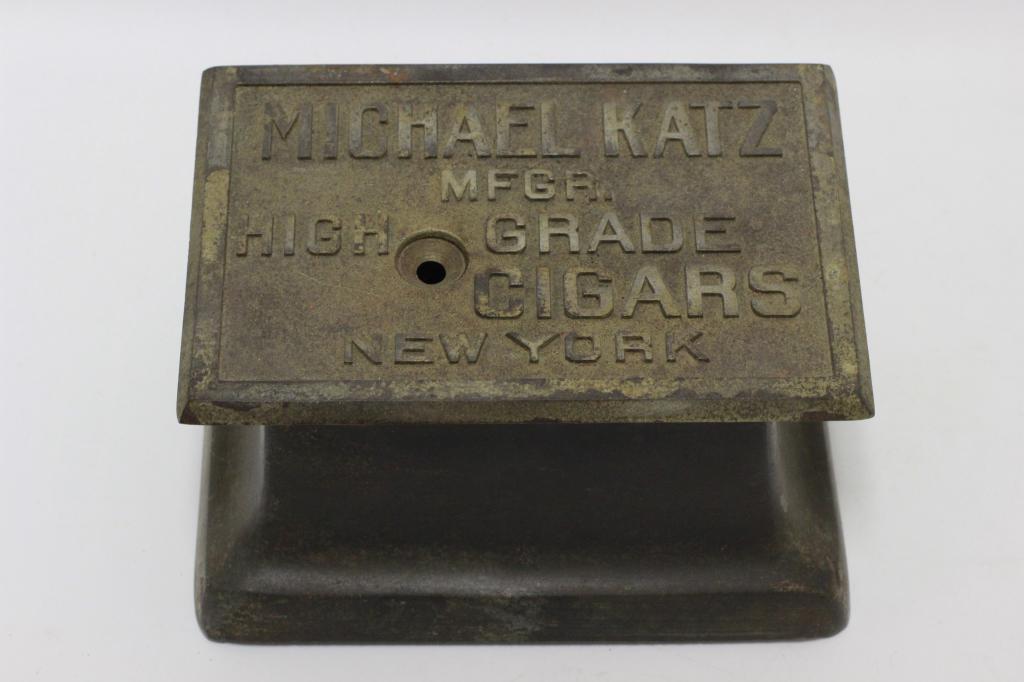 MICHAEL KATZ
MFGR.
HIGH GRADE
CIGARS
NEW YORK